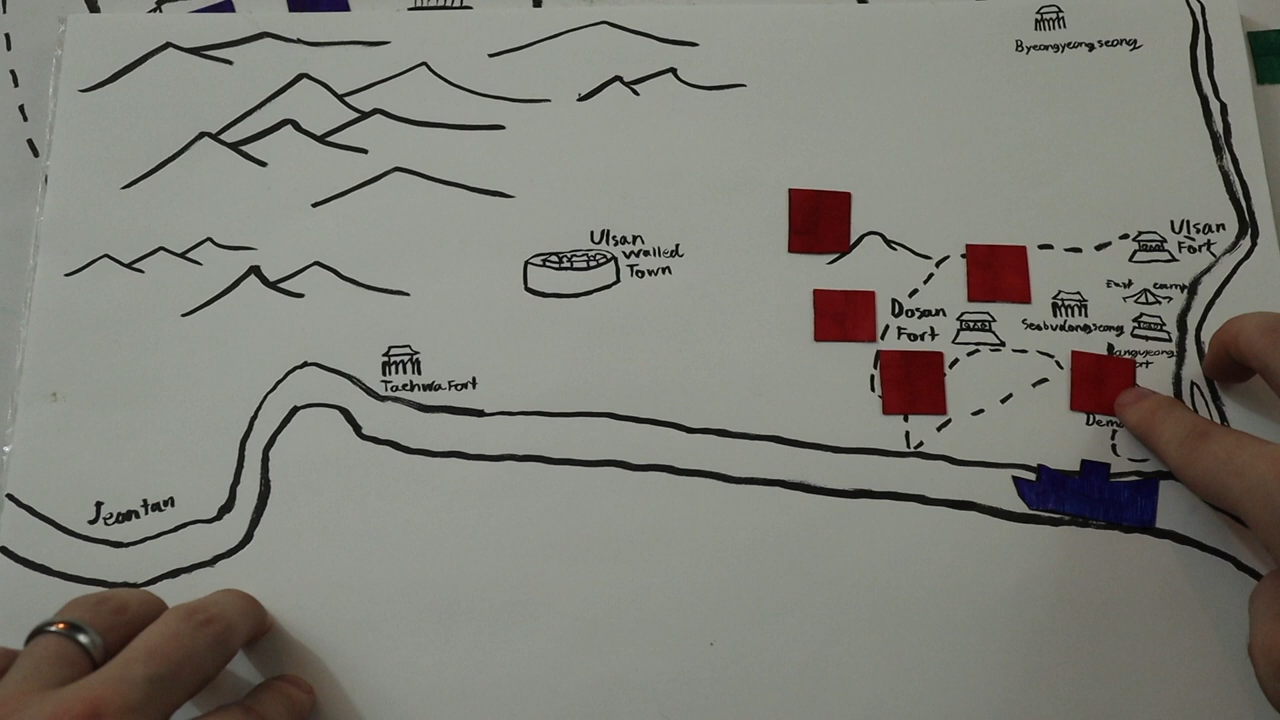 Byeongyeongseong
Ulsan
Walled
Town
Ulsan
Fort
East camp
Dosan
Fort
Seobudongseong
Taehwa Fort
Jeontan